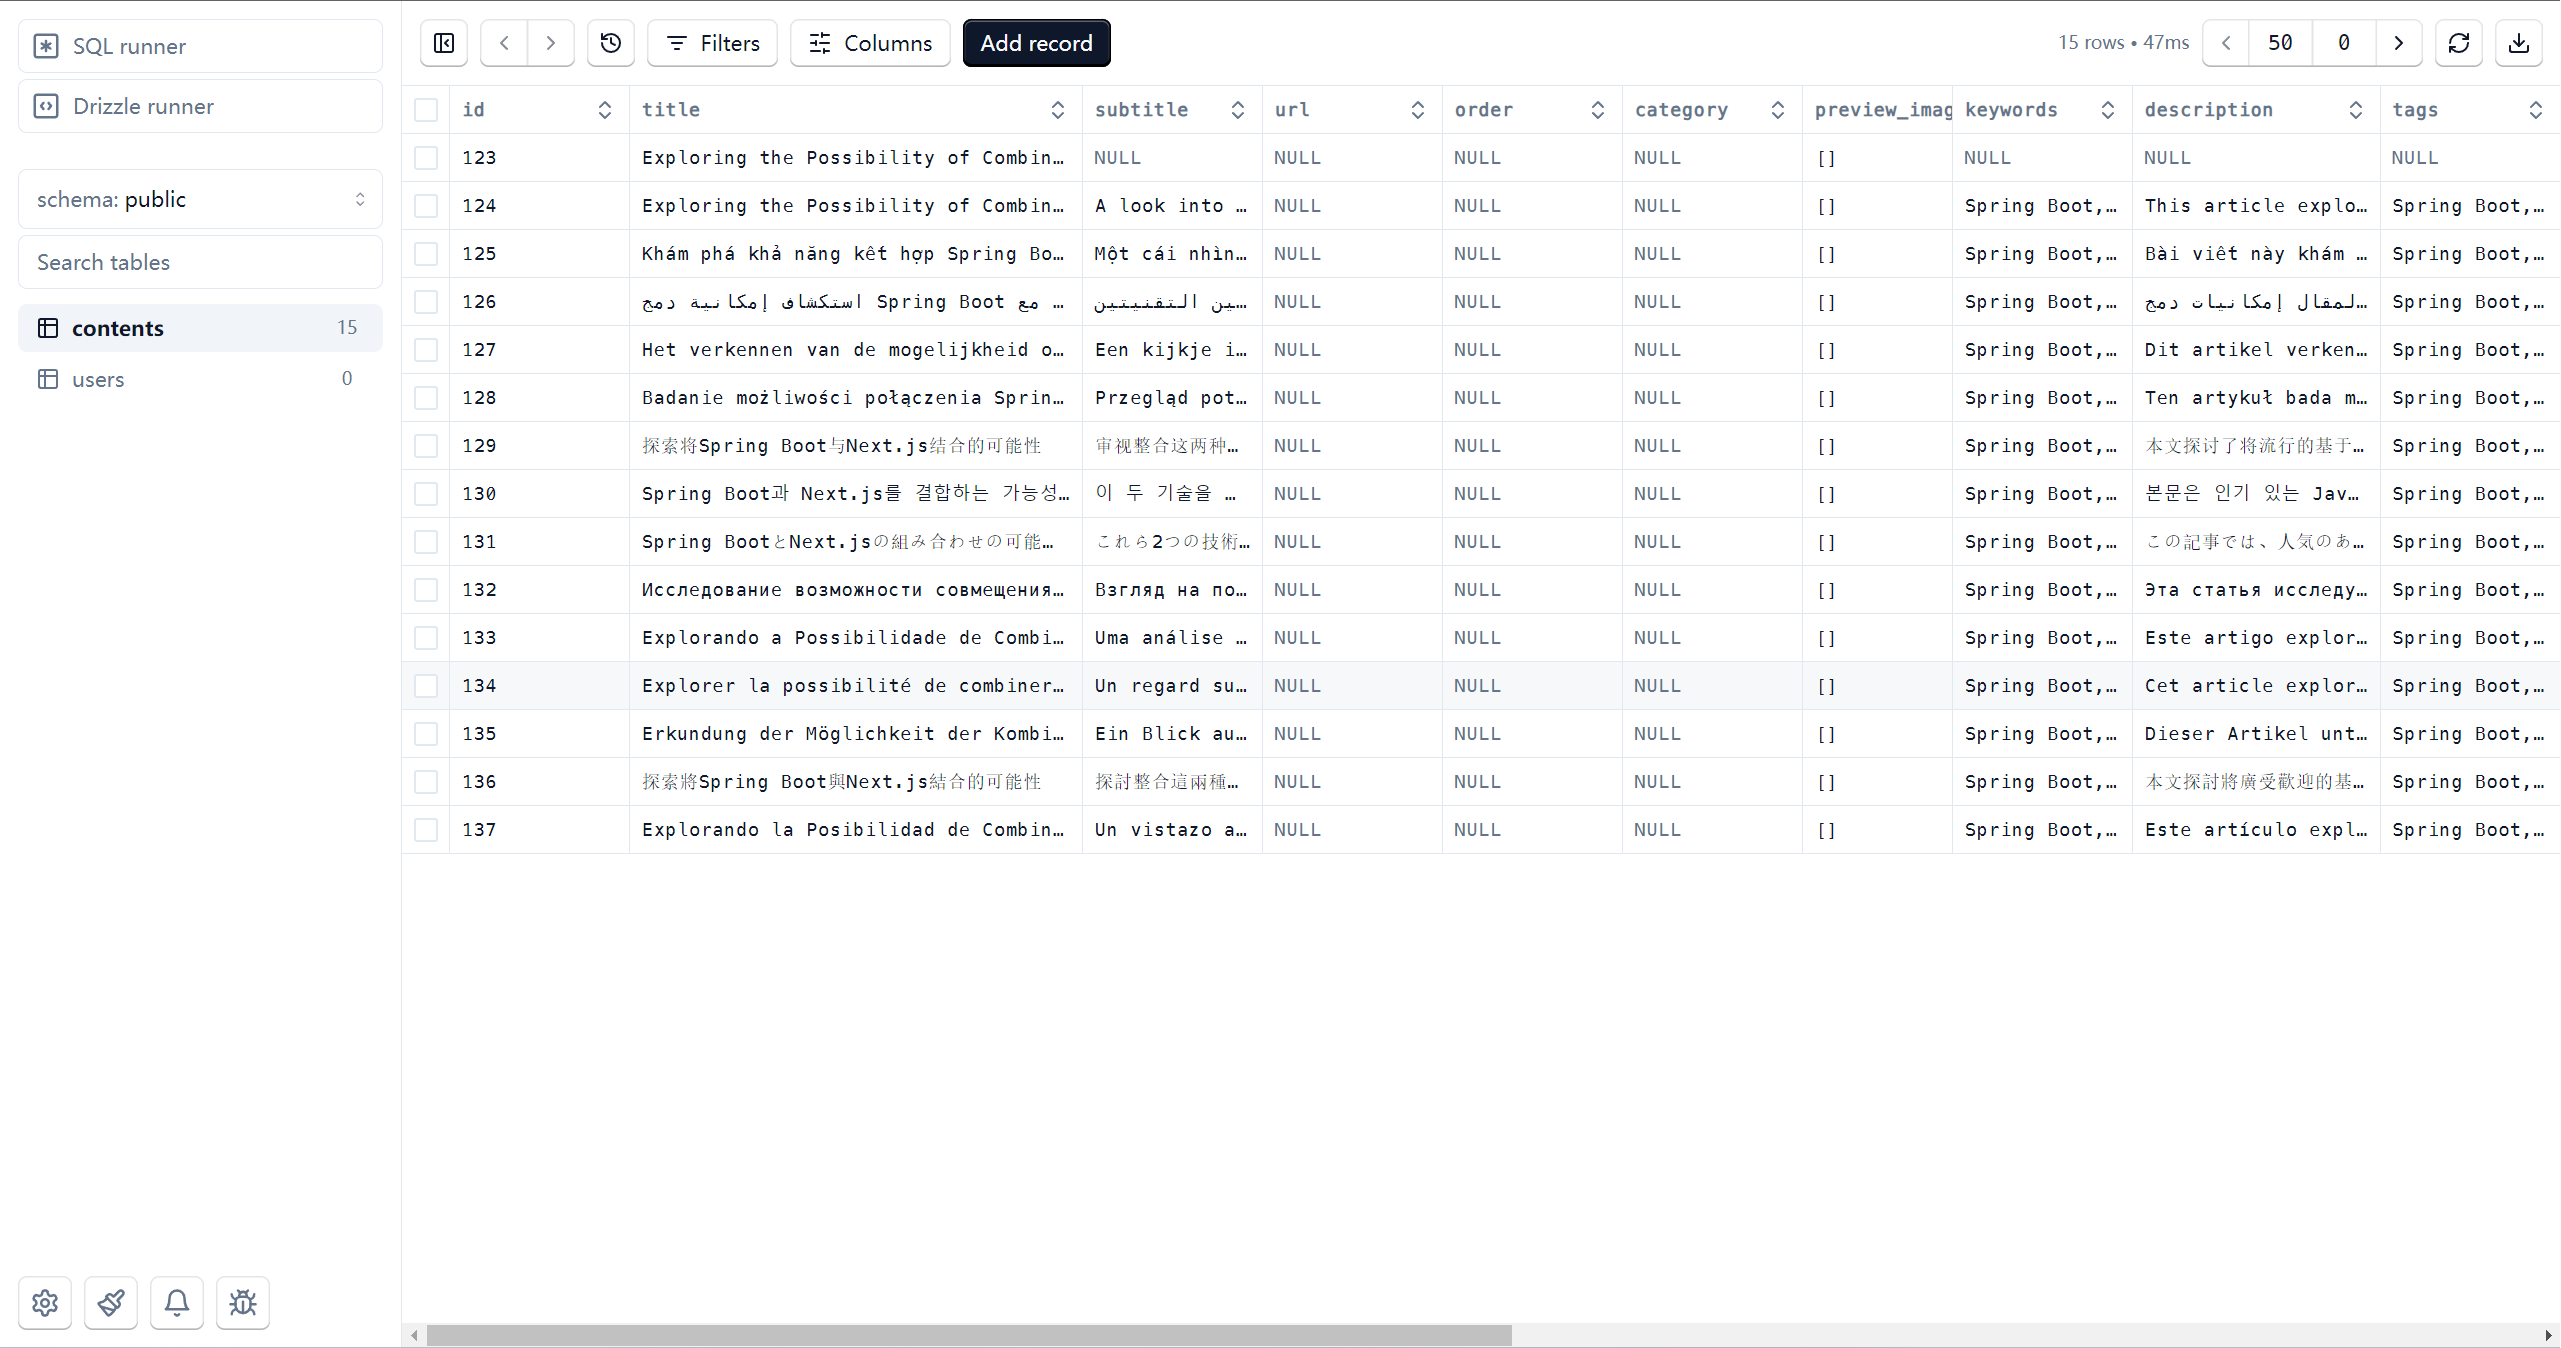 SQL runner
Drizzle runner
schema: public
Search tables
contents 15
users 0
Filters Columns Add record 15 rows • 47ms 50 0
id title subtitle url order category preview_imag keywords description tags
123 Exploring the Possibility of Combin… NULL NULL NULL NULL [] NULL NULL NULL
124 Exploring the Possibility of Combin… A look into … NULL NULL NULL [] Spring Boot,… This article explo… Spring Boot,…
125 Khám phá khả năng kết hợp Spring Bo… Một cái nhìn… NULL NULL NULL [] Spring Boot,… Bài viết này khám … Spring Boot,…
126 استكشاف إمكانية دمج Spring Boot مع … …ين التقنيتين NULL NULL NULL [] Spring Boot,… …لمقال إمكانيات دمج Spring Boot,…
127 Het verkennen van de mogelijkheid o… Een kijkje i… NULL NULL NULL [] Spring Boot,… Dit artikel verken… Spring Boot,…
128 Badanie możliwości połączenia Sprin… Przegląd pot… NULL NULL NULL [] Spring Boot,… Ten artykuł bada m… Spring Boot,…
129 探索将Spring Boot与Next.js结合的可能性 审视整合这两种… NULL NULL NULL [] Spring Boot,… 本文探讨了将流行的基于… Spring Boot,…
130 Spring Boot과 Next.js를 결합하는 가능성… 이 두 기술을 … NULL NULL NULL [] Spring Boot,… 본문은 인기 있는 Jav… Spring Boot,…
131 Spring BootとNext.jsの組み合わせの可能… これら2つの技術… NULL NULL NULL [] Spring Boot,… この記事では、人気のあ… Spring Boot,…
132 Исследование возможности совмещения… Взгляд на по… NULL NULL NULL [] Spring Boot,… Эта статья исследу… Spring Boot,…
133 Explorando a Possibilidade de Combi… Uma análise … NULL NULL NULL [] Spring Boot,… Este artigo explor… Spring Boot,…
134 Explorer la possibilité de combiner… Un regard su… NULL NULL NULL [] Spring Boot,… Cet article explor… Spring Boot,…
135 Erkundung der Möglichkeit der Kombi… Ein Blick au… NULL NULL NULL [] Spring Boot,… Dieser Artikel unt… Spring Boot,…
136 探索將Spring Boot與Next.js結合的可能性 探討整合這兩種… NULL NULL NULL [] Spring Boot,… 本文探討將廣受歡迎的基… Spring Boot,…
137 Explorando la Posibilidad de Combin… Un vistazo a… NULL NULL NULL [] Spring Boot,… Este artículo expl… Spring Boot,…